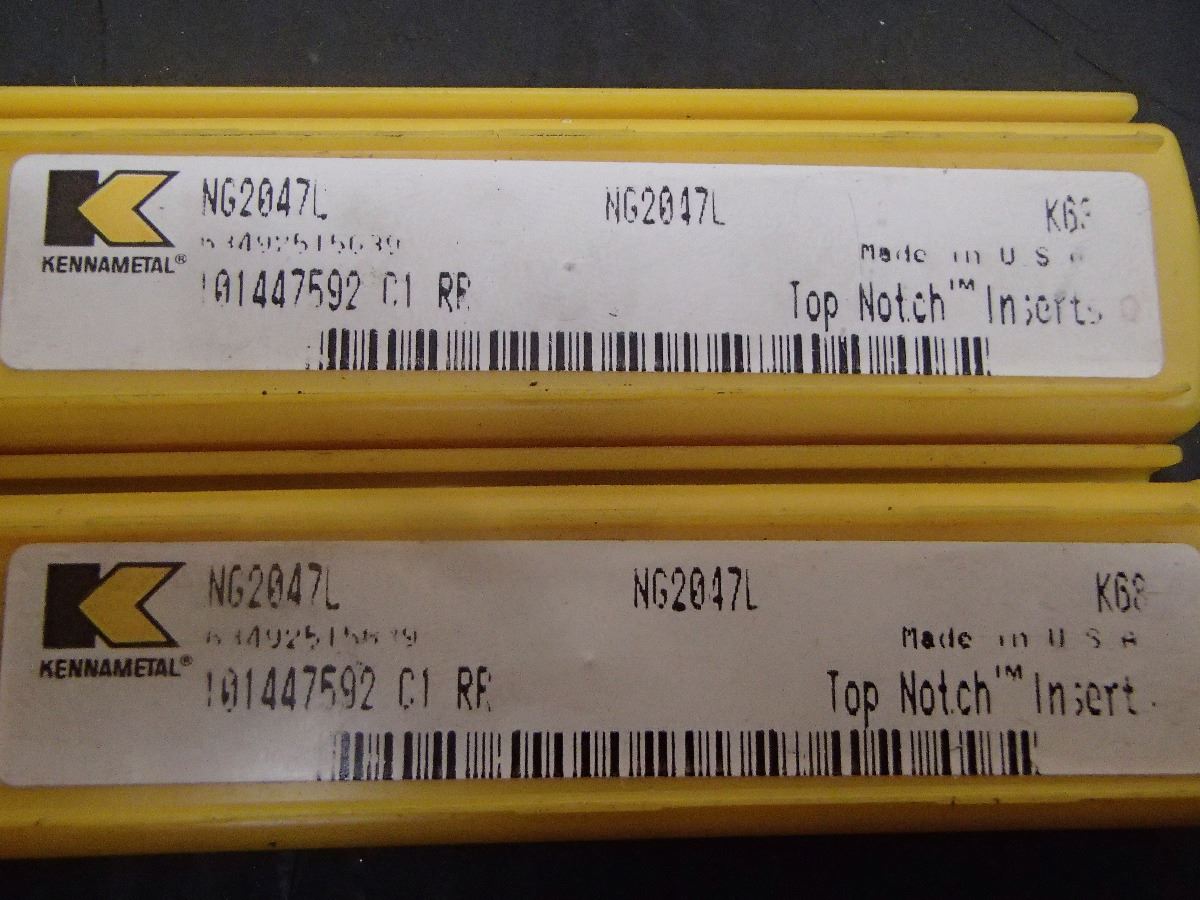 NG2047L NG2047L K68
Made in U S A
KENNAMETAL®
101447592 C1 RR Top Notch™ Inserts
NG2047L NG2047L K68
Made in U S A
KENNAMETAL®
101447592 C1 RR Top Notch™ Insert